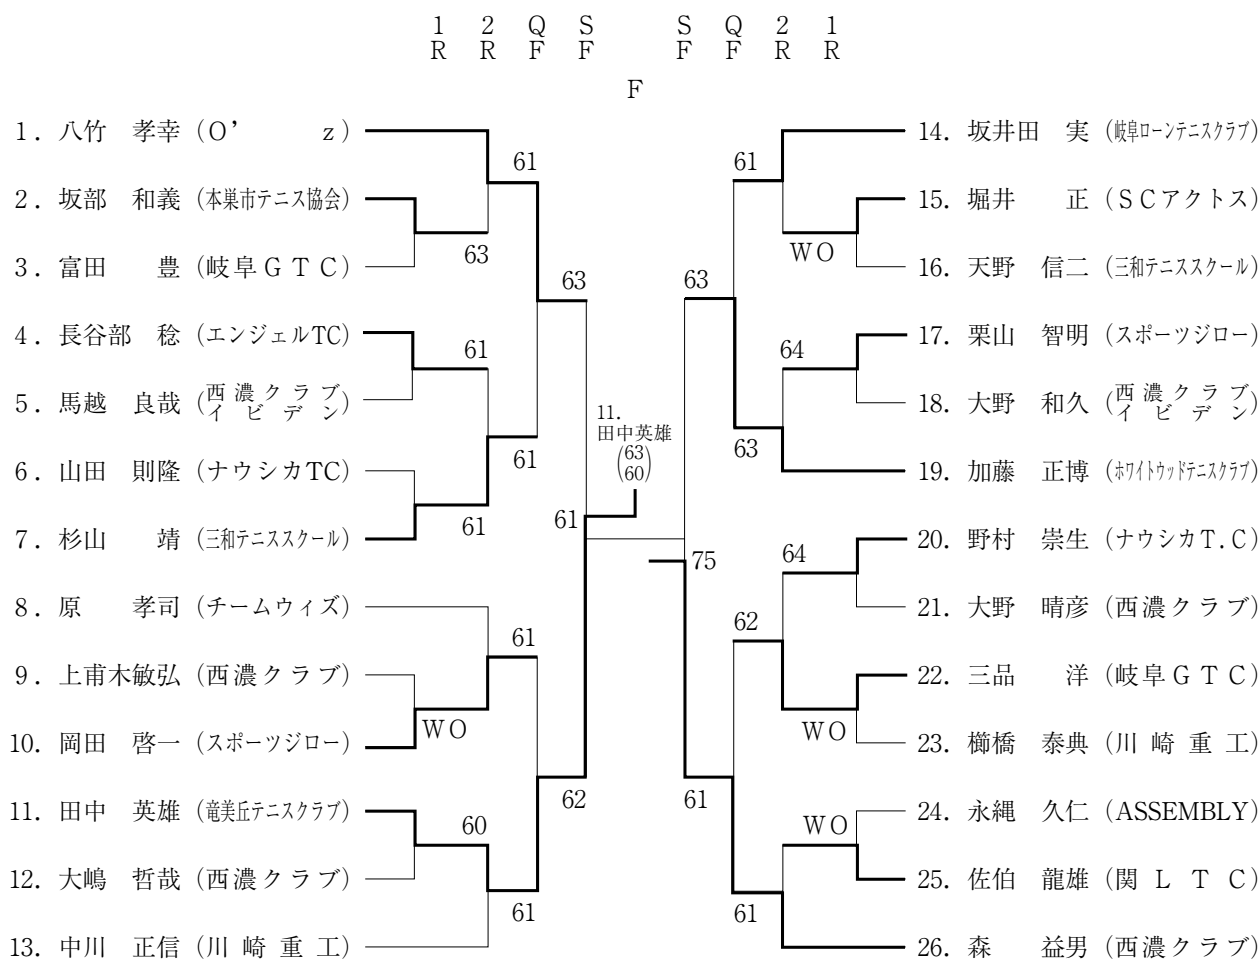 1R 2R QF SF SF QF 2R 1R
F
1. 八竹 孝幸 (O' z)
2. 坂部 和義 (本巣市テニス協会)
3. 富田 豊 (岐阜GTC)
4. 長谷部 稔 (エンジェルTC)
5. 馬越 良哉 (西濃クラブ イビデン)
6. 山田 則隆 (ナウシカTC)
7. 杉山 靖 (三和テニススクール)
8. 原 孝司 (チームウィズ)
9. 上甫木敏弘 (西濃クラブ)
10. 岡田 啓一 (スポーツジロー)
11. 田中 英雄 (竜美丘テニスクラブ)
12. 大嶋 哲哉 (西濃クラブ)
13. 中川 正信 (川崎重工)
63
61
61
WO
60
61
61
61
61
63
62
61
11.
田中英雄
(63
60)
75
63
61
61
63
62
61
WO
64
64
WO
WO
14. 坂井田 実 (岐阜ローンテニスクラブ)
15. 堀井 正 (SCアクトス)
16. 天野 信二 (三和テニススクール)
17. 栗山 智明 (スポーツジロー)
18. 大野 和久 (西濃クラブ イビデン)
19. 加藤 正博 (ホワイトウッドテニスクラブ)
20. 野村 崇生 (ナウシカT.C)
21. 大野 晴彦 (西濃クラブ)
22. 三品 洋 (岐阜GTC)
23. 櫛橋 泰典 (川崎重工)
24. 永縄 久仁 (ASSEMBLY)
25. 佐伯 龍雄 (関LTC)
26. 森 益男 (西濃クラブ)